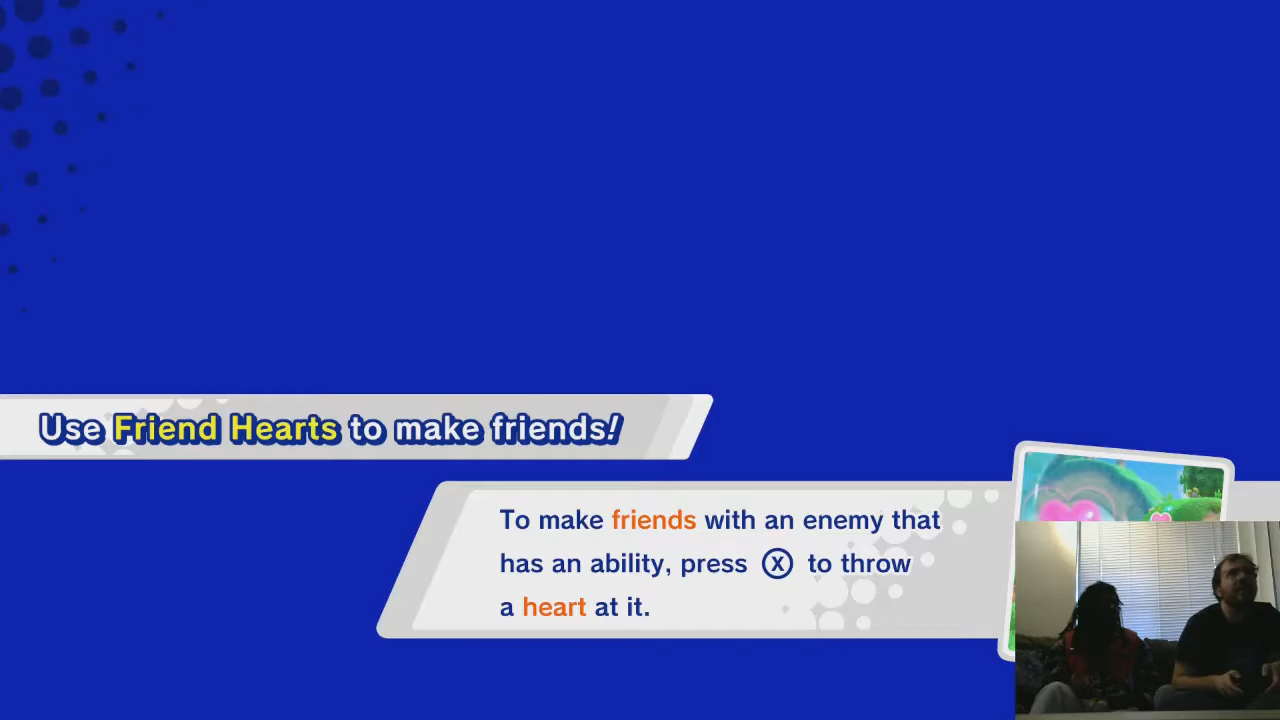 Use Friend Hearts to make friends!
To make friends with an enemy that
has an ability, press X to throw
a heart at it.